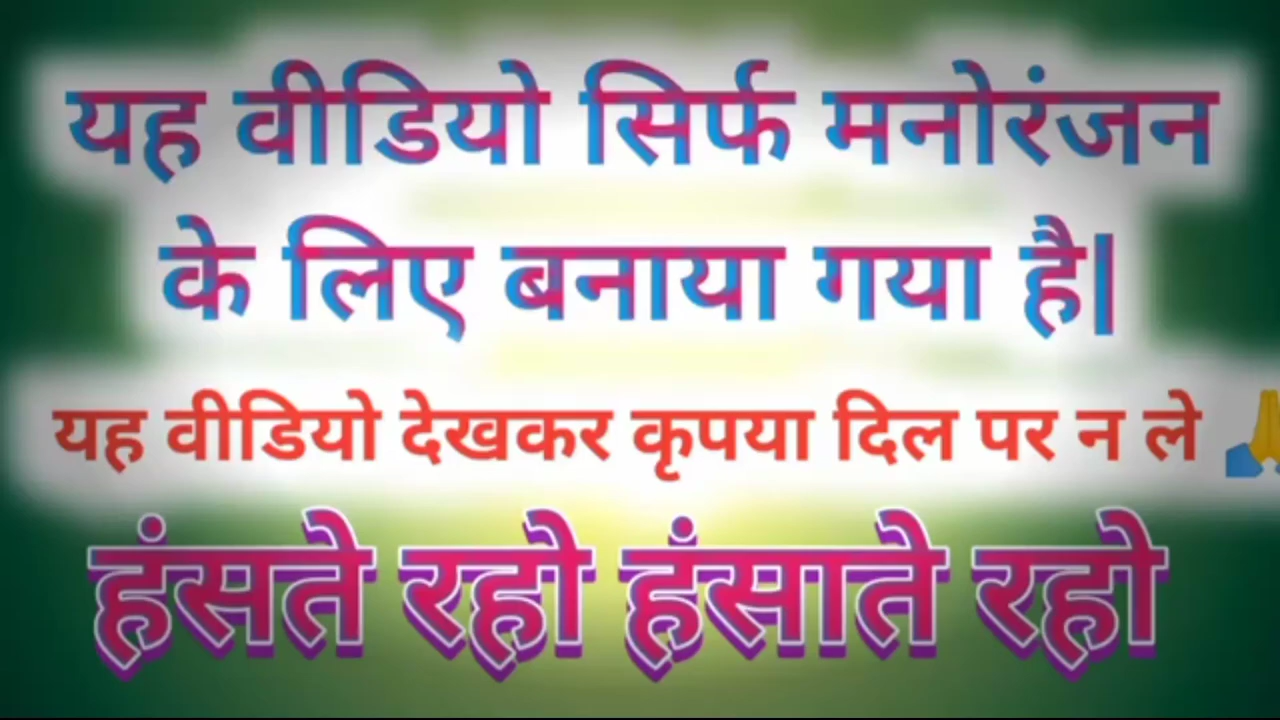 यह वीडियो सिर्फ मनोरंजन
के लिए बनाया गया है|
यह वीडियो देखकर कृपया दिल पर न ले 🙏
हंसते रहो हंसाते रहो